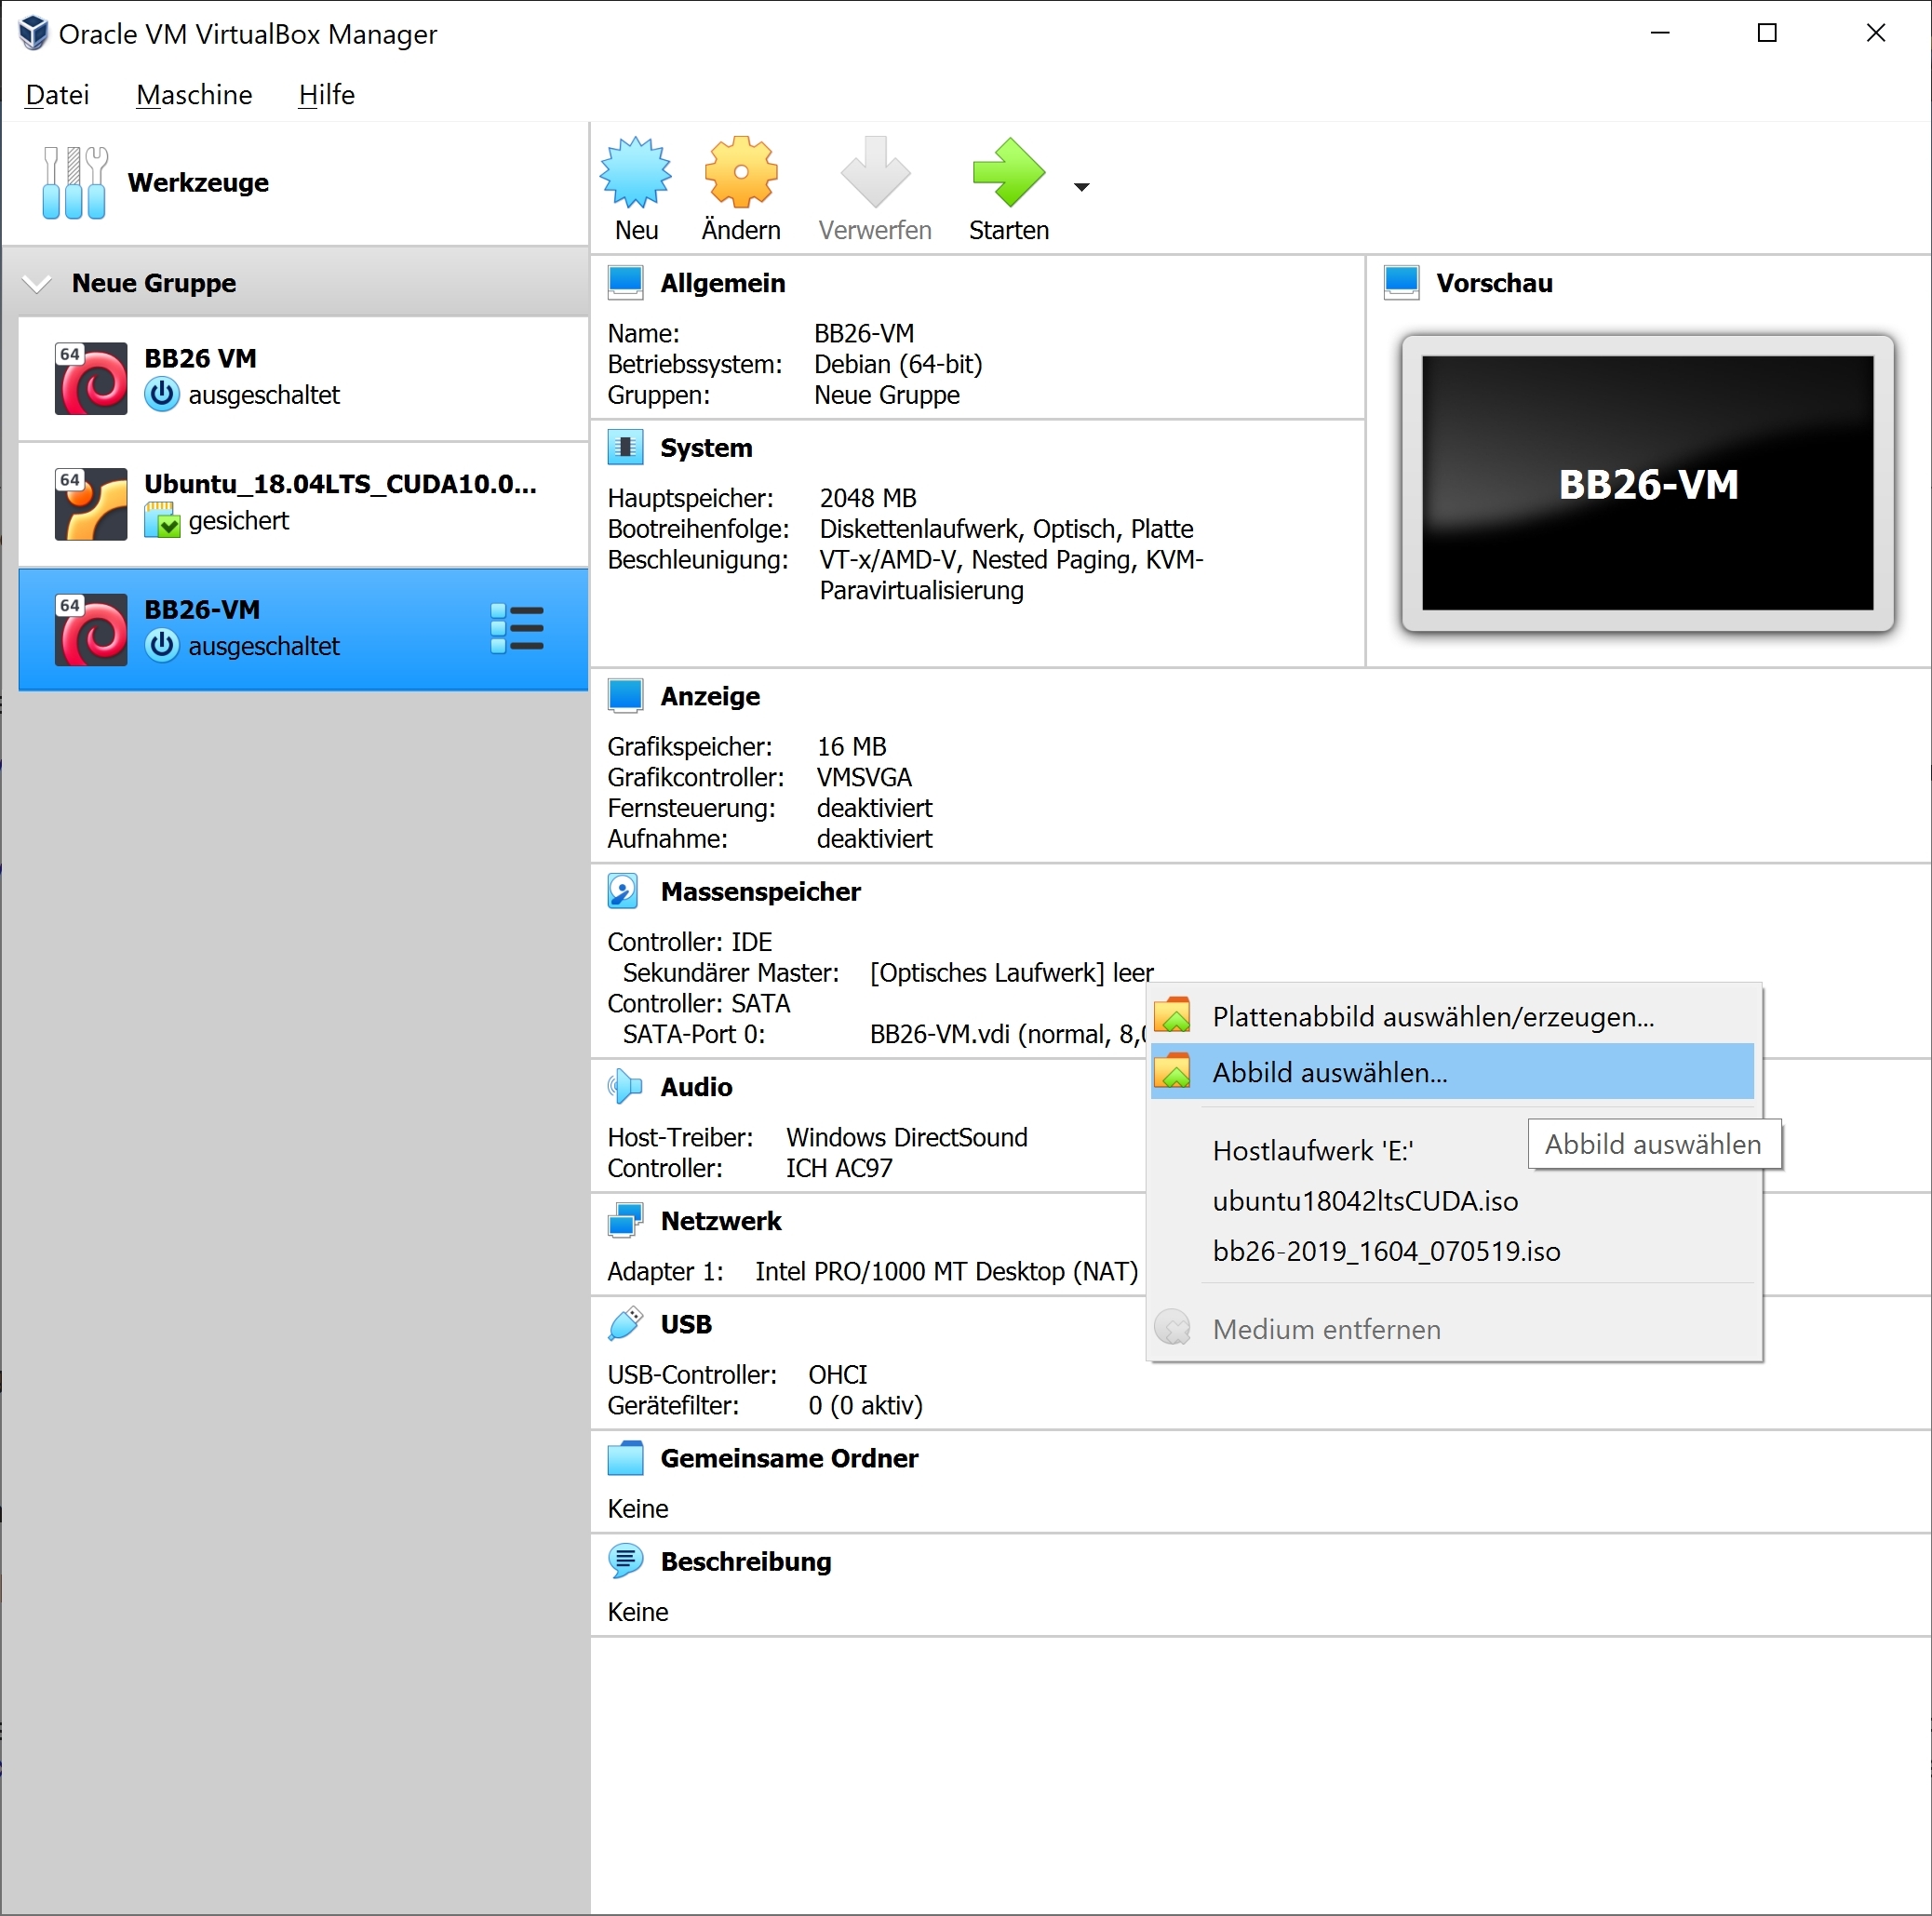 Oracle VM VirtualBox Manager
Datei Maschine Hilfe
Werkzeuge
Neu Ändern Verwerfen Starten
Neue Gruppe
64 BB26 VM
ausgeschaltet
64 Ubuntu_18.04LTS_CUDA10.0...
gesichert
64 BB26-VM
ausgeschaltet
Allgemein
Name: BB26-VM
Betriebssystem: Debian (64-bit)
Gruppen: Neue Gruppe
Vorschau
BB26-VM
System
Hauptspeicher: 2048 MB
Bootreihenfolge: Diskettenlaufwerk, Optisch, Platte
Beschleunigung: VT-x/AMD-V, Nested Paging, KVM-
Paravirtualisierung
Anzeige
Grafikspeicher: 16 MB
Grafikcontroller: VMSVGA
Fernsteuerung: deaktiviert
Aufnahme: deaktiviert
Massenspeicher
Controller: IDE
Sekundärer Master: [Optisches Laufwerk] leer
Controller: SATA
SATA-Port 0: BB26-VM.vdi (normal,
Audio
Host-Treiber: Windows DirectSound
Controller: ICH AC97
Netzwerk
Adapter 1: Intel PRO/1000 MT Desktop (NAT)
USB
USB-Controller: OHCI
Gerätefilter: 0 (0 aktiv)
Gemeinsame Ordner
Keine
Beschreibung
Keine
Plattenabbild auswählen/erzeugen...
Abbild auswählen...
Abbild auswählen
Hostlaufwerk 'E:'
ubuntu18042ltsCUDA.iso
bb26-2019_1604_070519.iso
Medium entfernen